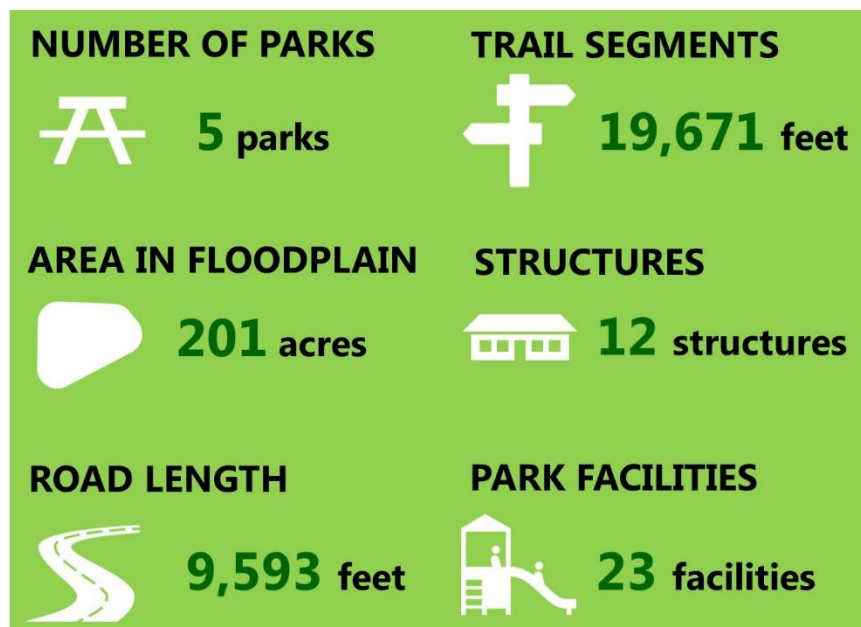 NUMBER OF PARKS
5 parks
TRAIL SEGMENTS
19,671 feet
AREA IN FLOODPLAIN
201 acres
STRUCTURES
12 structures
ROAD LENGTH
9,593 feet
PARK FACILITIES
23 facilities